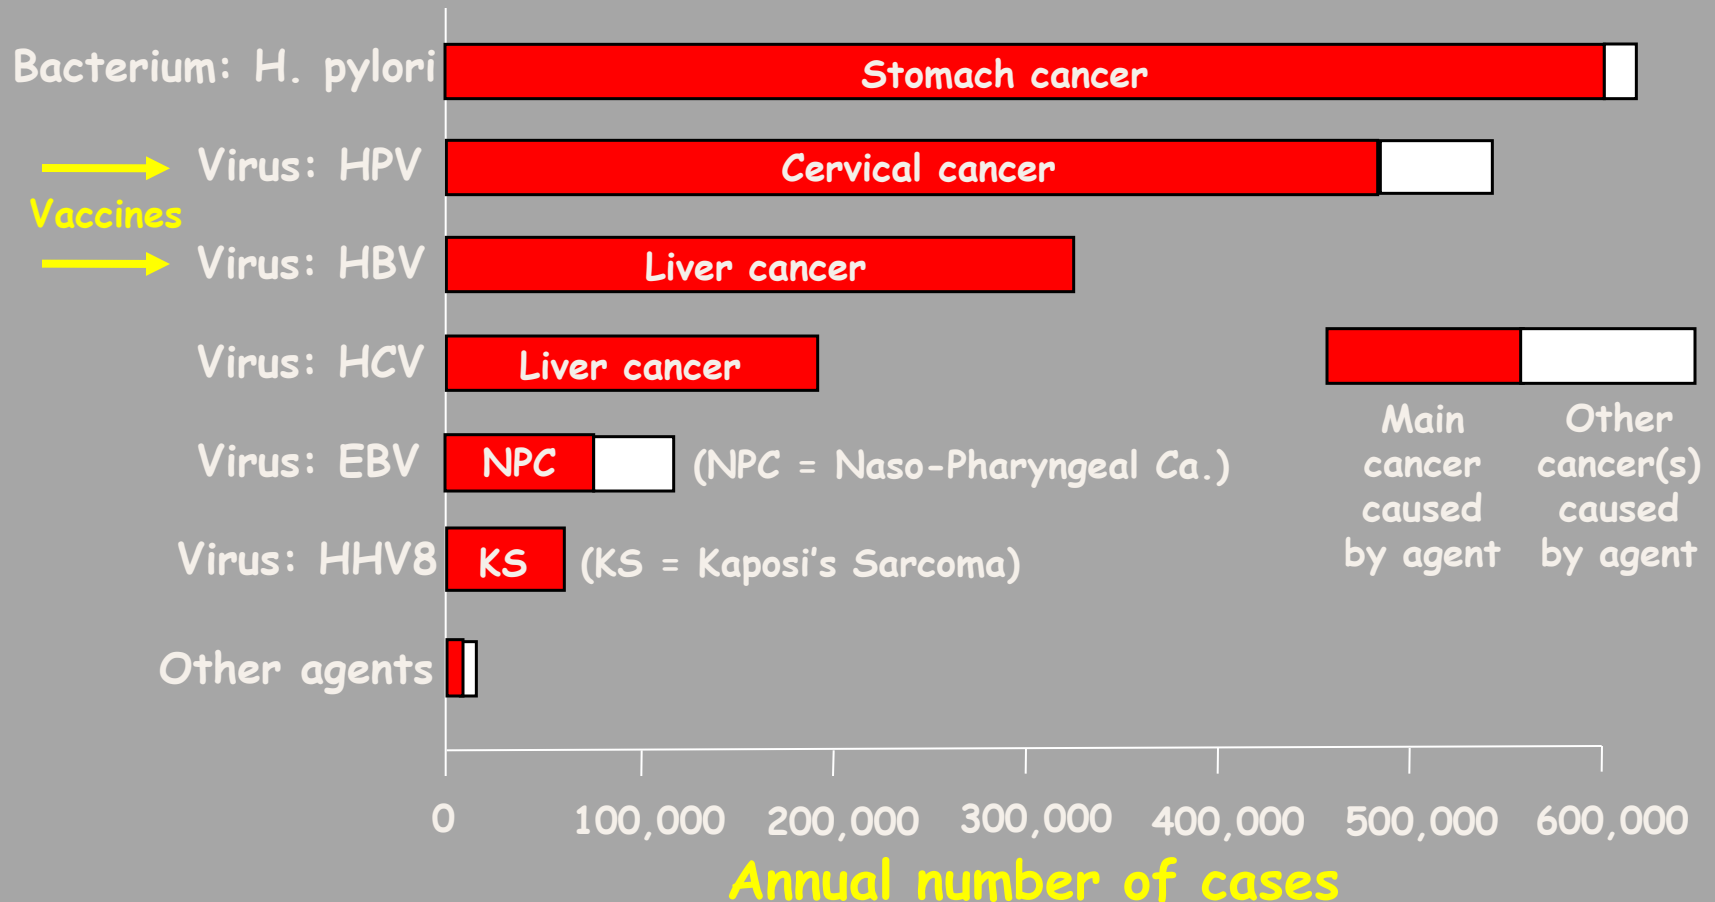 Bacterium: H. pylori
Stomach cancer
Virus: HPV
Cervical cancer
Vaccines
Virus: HBV
Liver cancer
Virus: HCV
Liver cancer
Main
cancer
caused
by agent
Other
cancer(s)
caused
by agent
Virus: EBV
NPC
(NPC = Naso-Pharyngeal Ca.)
Virus: HHV8
KS
(KS = Kaposi's Sarcoma)
Other agents
0 100,000 200,000 300,000 400,000 500,000 600,000
Annual number of cases